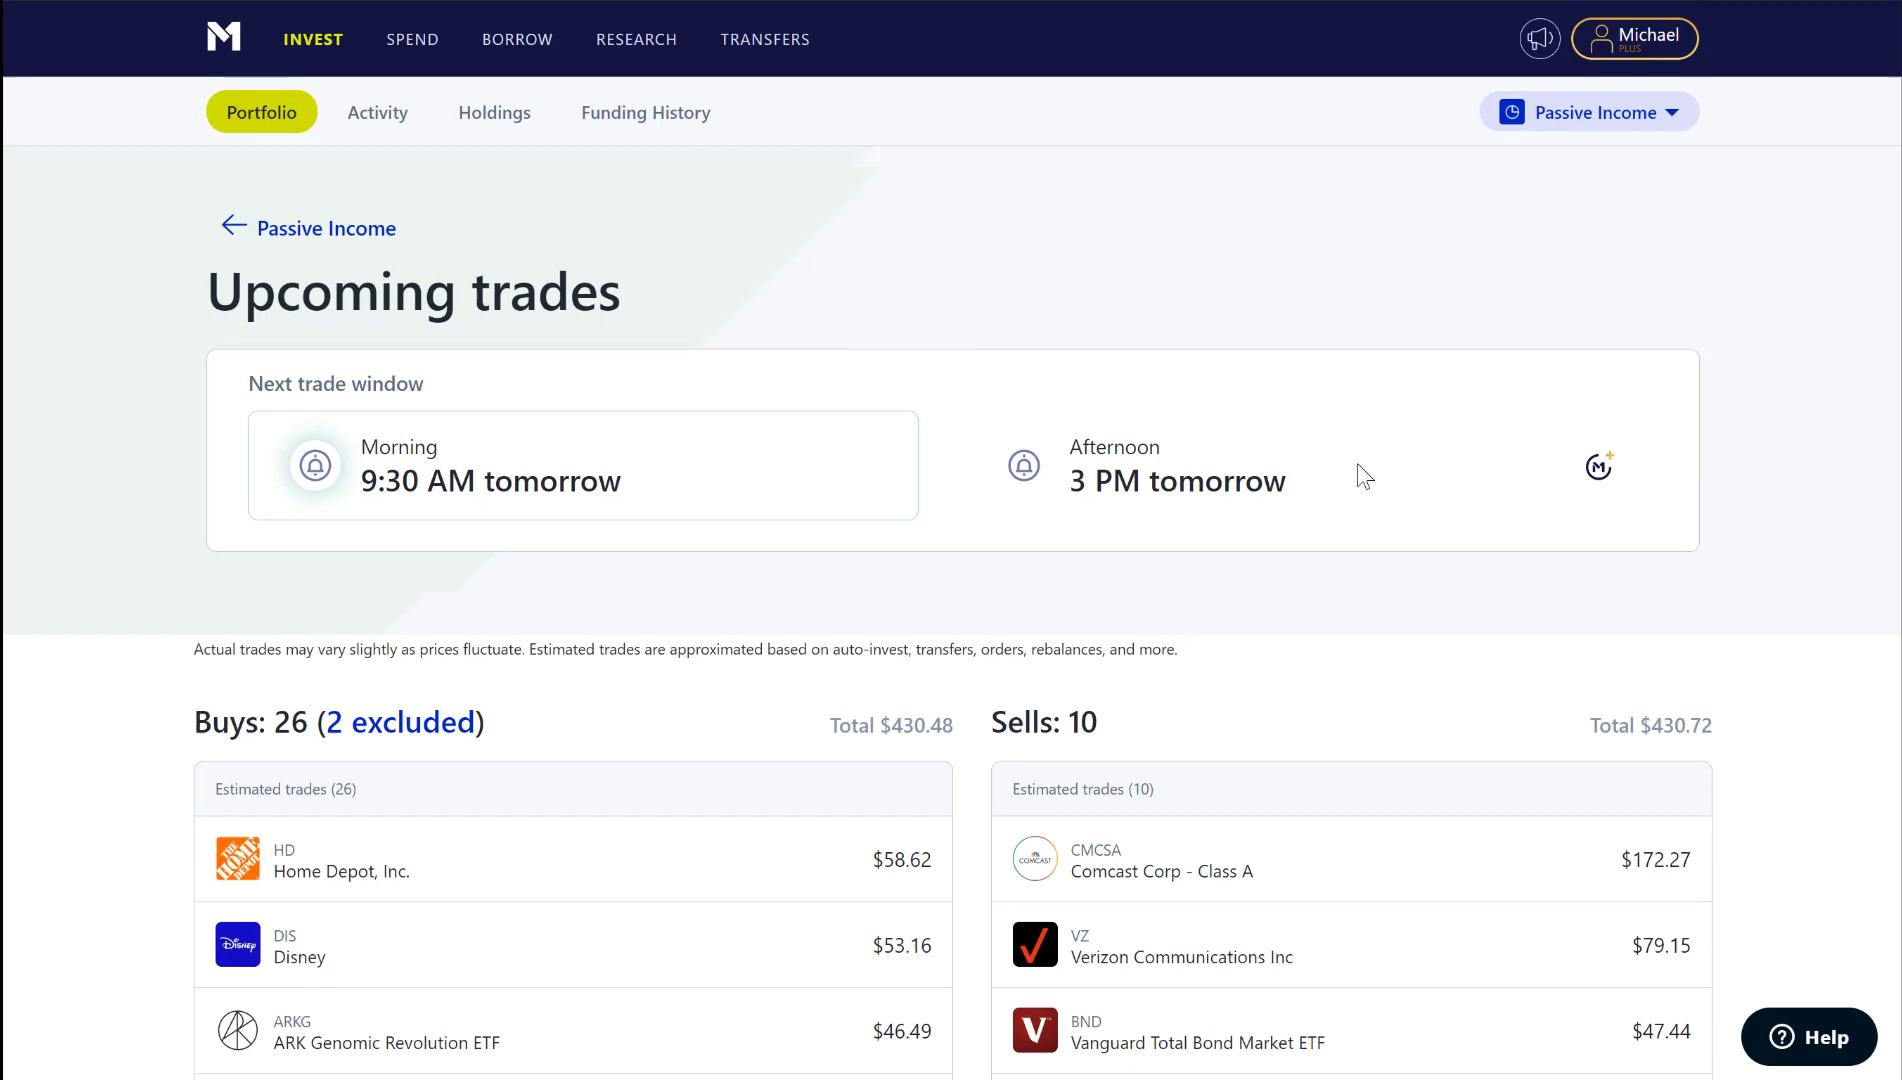 INVEST SPEND BORROW RESEARCH TRANSFERS
Michael
PLUS
Portfolio Activity Holdings Funding History
Passive Income
Passive Income
Upcoming trades
Next trade window
Morning
9:30 AM tomorrow
Afternoon
3 PM tomorrow
Actual trades may vary slightly as prices fluctuate. Estimated trades are approximated based on auto-invest, transfers, orders, rebalances, and more.
Buys: 26 (2 excluded) Total $430.48
Estimated trades (26)
THE HOME DEPOT
HD
Home Depot, Inc.
$58.62
Disney
DIS
Disney
$53.16
ARKG
ARK Genomic Revolution ETF
$46.49
Sells: 10 Total $430.72
Estimated trades (10)
COMCAST
CMCSA
Comcast Corp - Class A
$172.27
VZ
Verizon Communications Inc
$79.15
V
BND
Vanguard Total Bond Market ETF
$47.44
Help